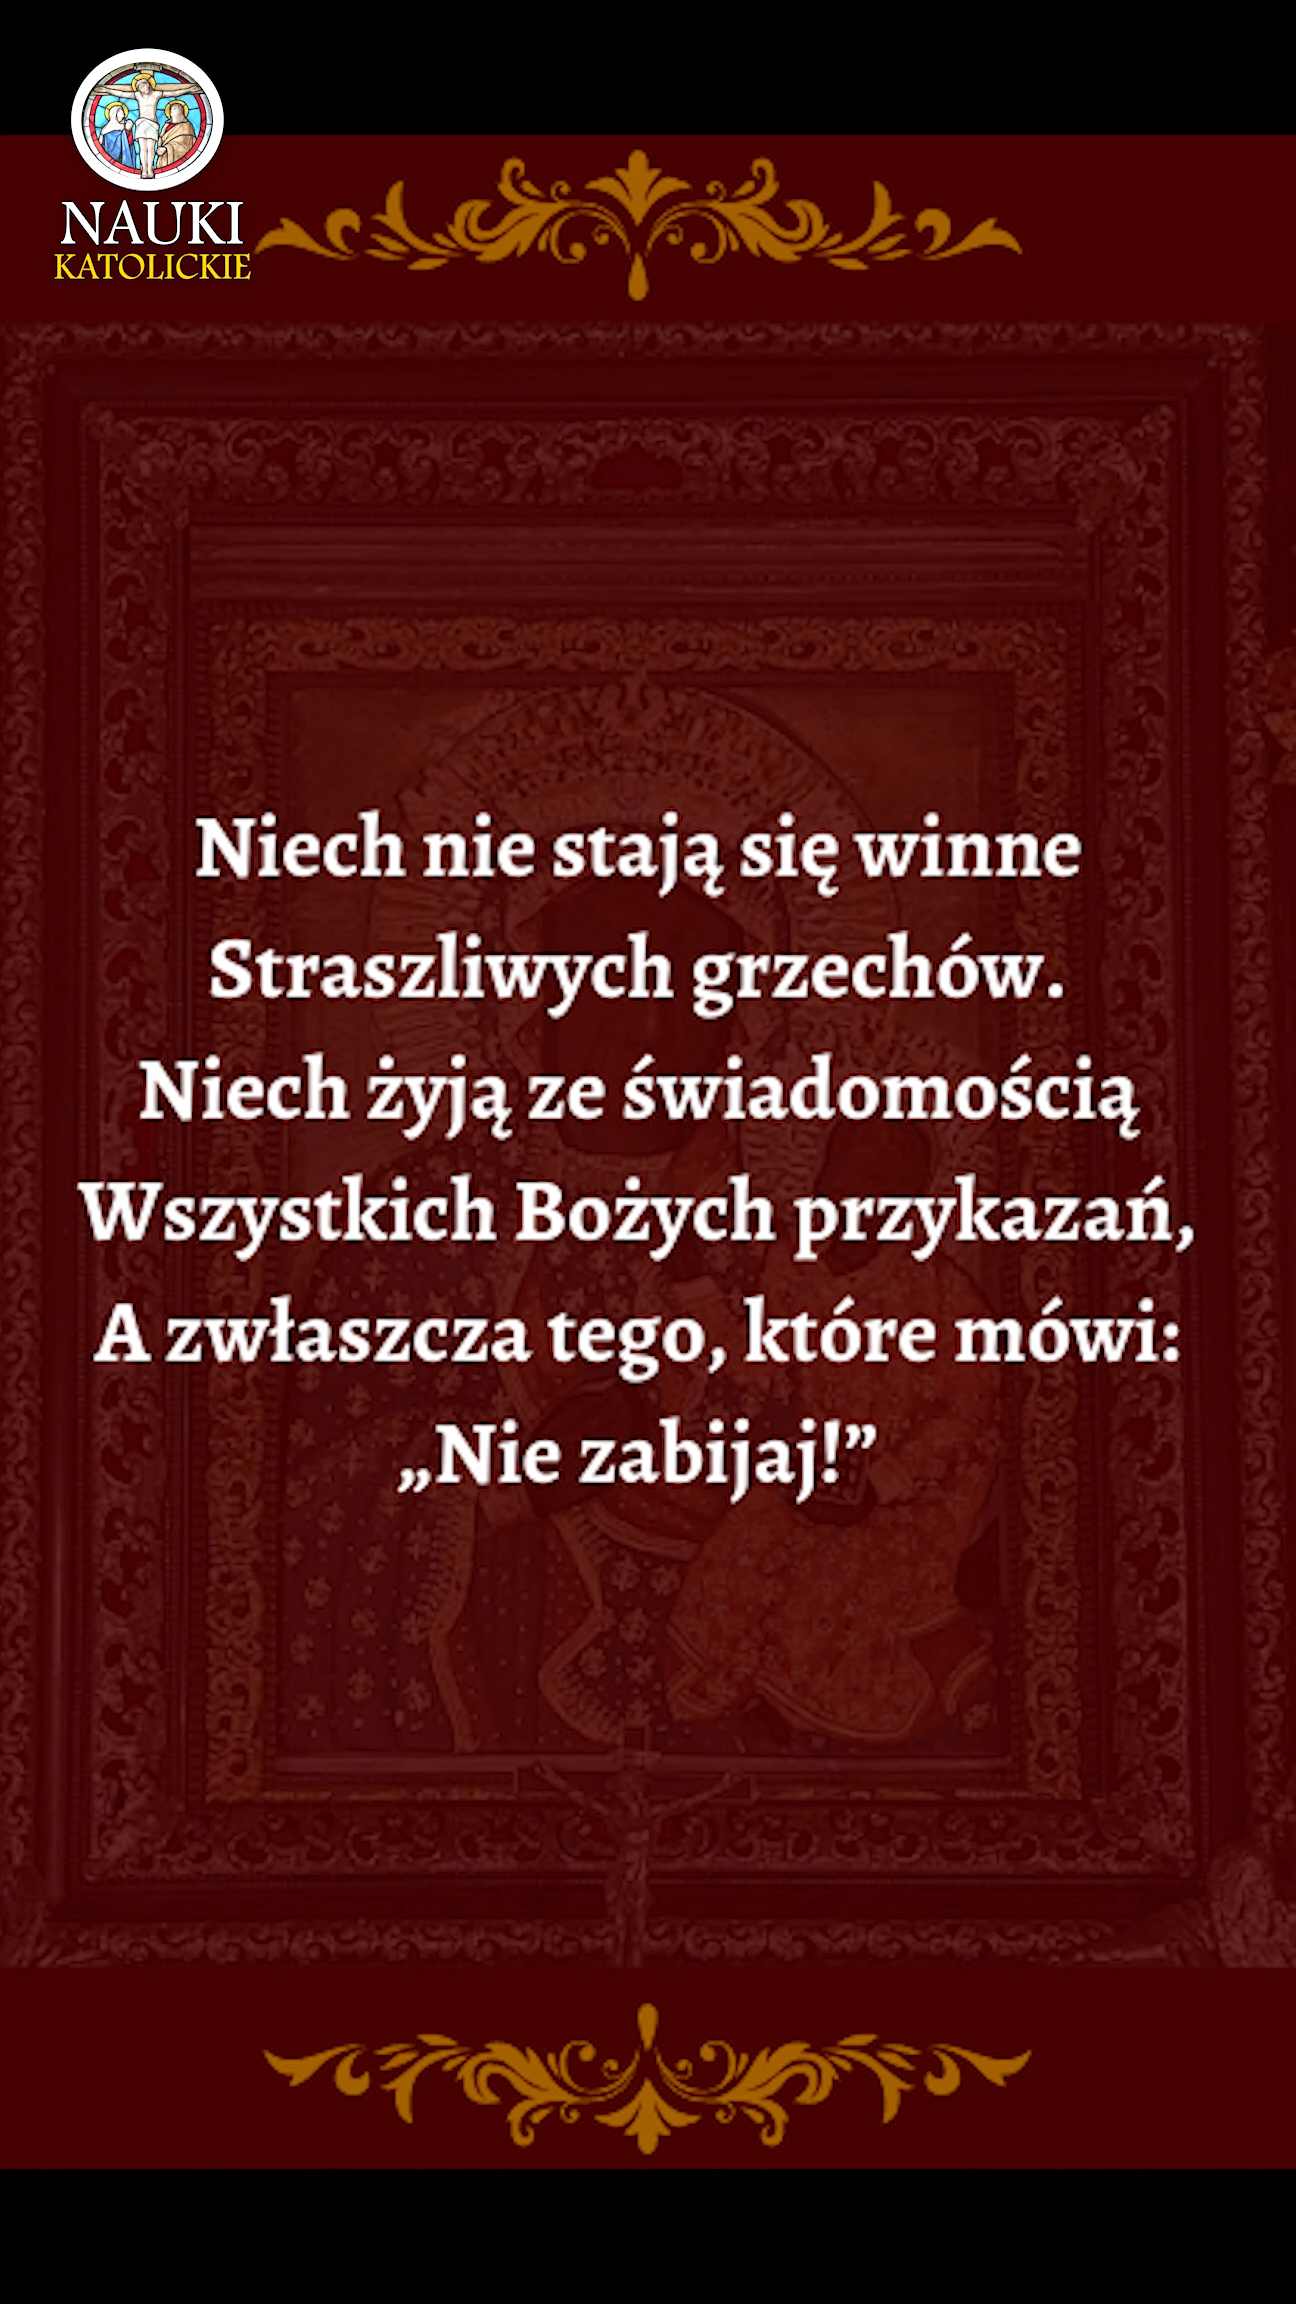 NAUKI
KATOLICKIE
Niech nie stają się winne
Straszliwych grzechów.
Niech żyją ze świadomością
Wszystkich Bożych przykazań,
A zwłaszcza tego, które mówi:
„Nie zabijaj!”